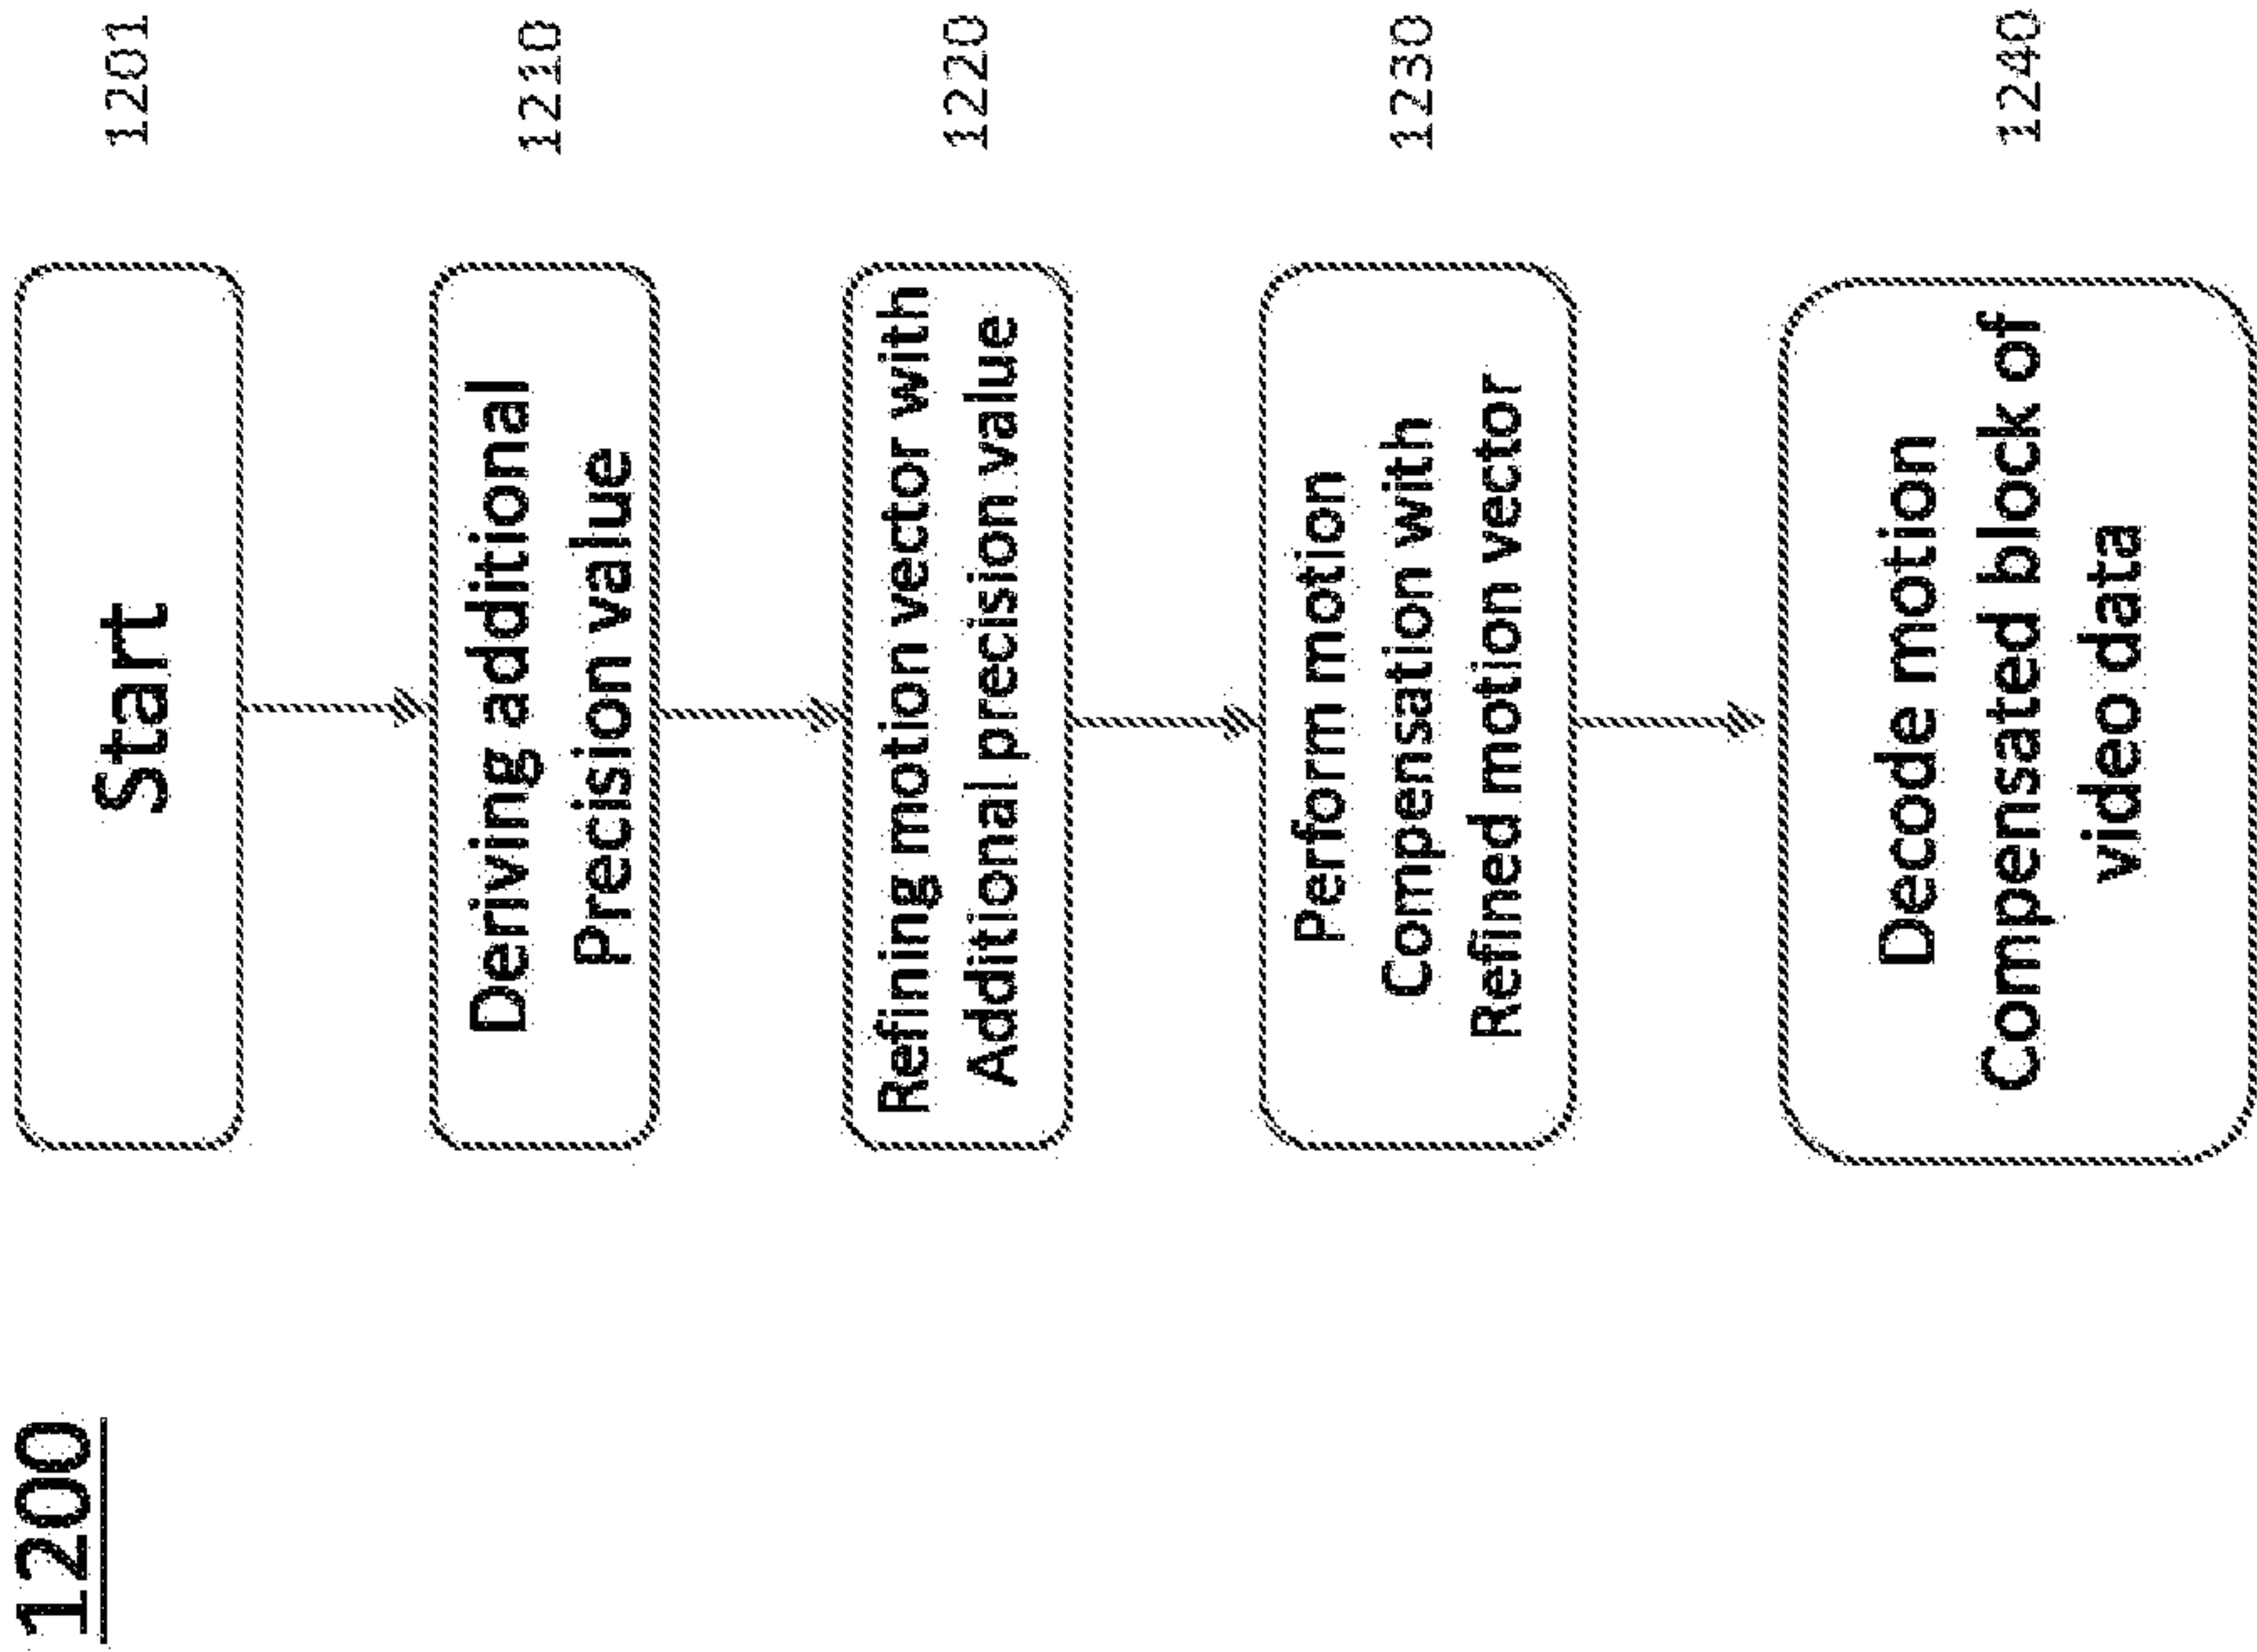 1200
Start
1201
Deriving additional
Precision value
1210
Refining motion vector with
Additional precision value
1220
Perform motion
Compensation with
Refined motion vector
1230
Decode motion
Compensated block of
video data
1240